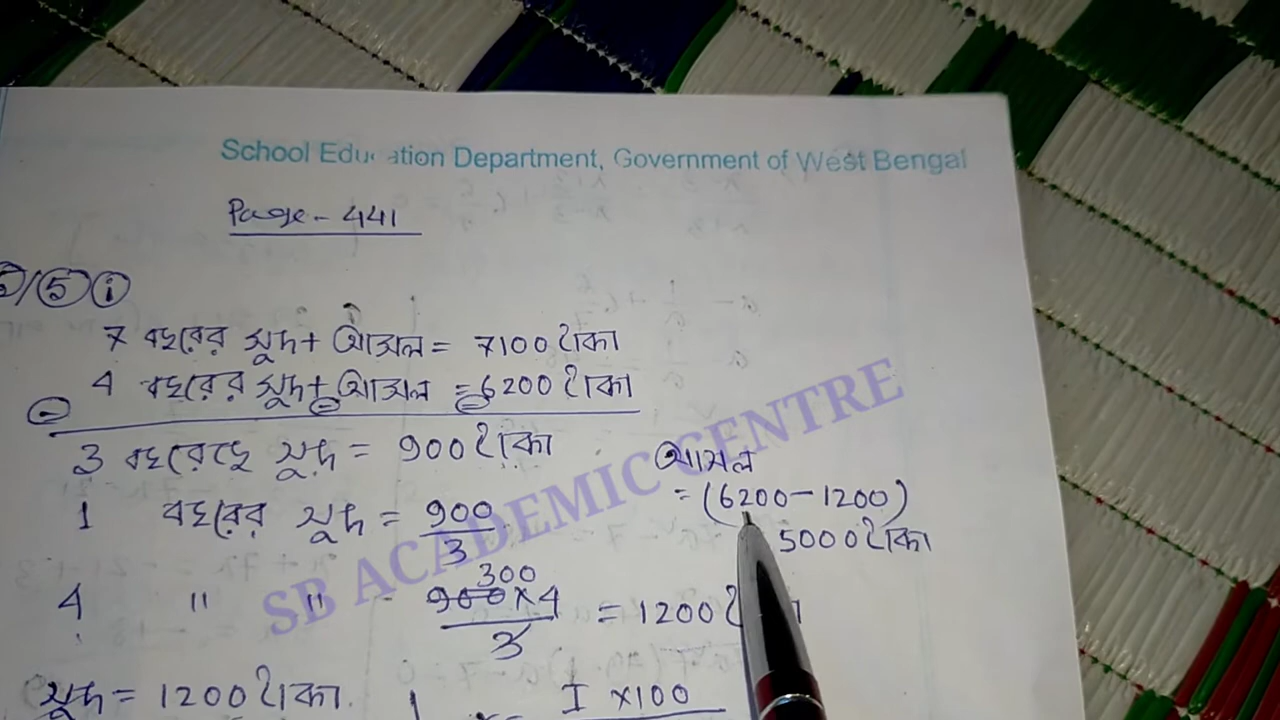 School Education Department, Government of West Bengal
Page - 441
5 i
7 বছরের সুদ + আসল = 7100 টাকা
4 বছরের সুদ + আসল = 6200 টাকা
3 বছরের সুদ = 900 টাকা
আসল
= (6200 - 1200)
1 বছরের সুদ = 900/3
5000 টাকা
4 " " 900 × 4 / 3 = 1200
300
সুদ = 1200 টাকা
I × 100
SB ACADEMIC CENTRE